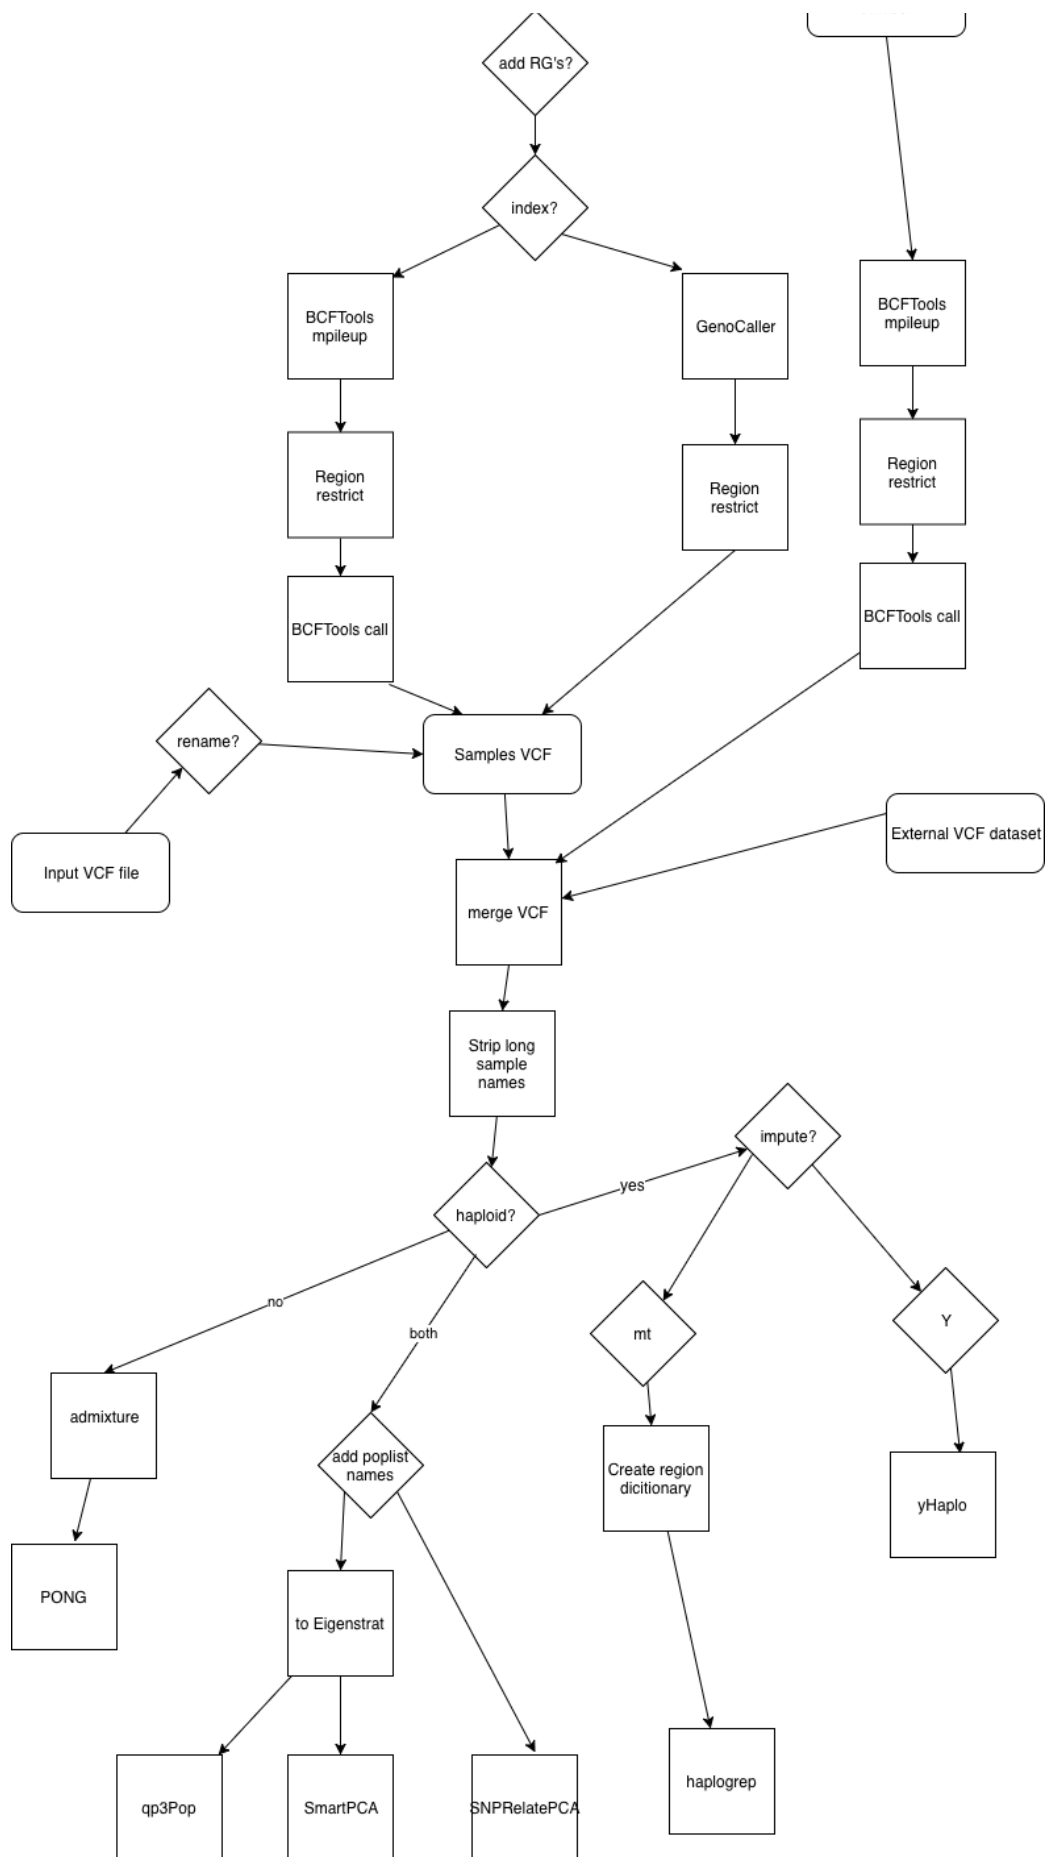 add RG's?
index?
BCFTools
mpileup
GenoCaller
BCFTools
mpileup
Region
restrict
Region
restrict
Region
restrict
BCFTools call
BCFTools call
rename?
Samples VCF
Input VCF file
External VCF dataset
merge VCF
Strip long
sample
names
impute?
yes
haploid?
no
both
mt
Y
admixture
add poplist
names
Create region
dicitionary
yHaplo
PONG
to Eigenstrat
haplogrep
qp3Pop
SmartPCA
SNPRelatePCA